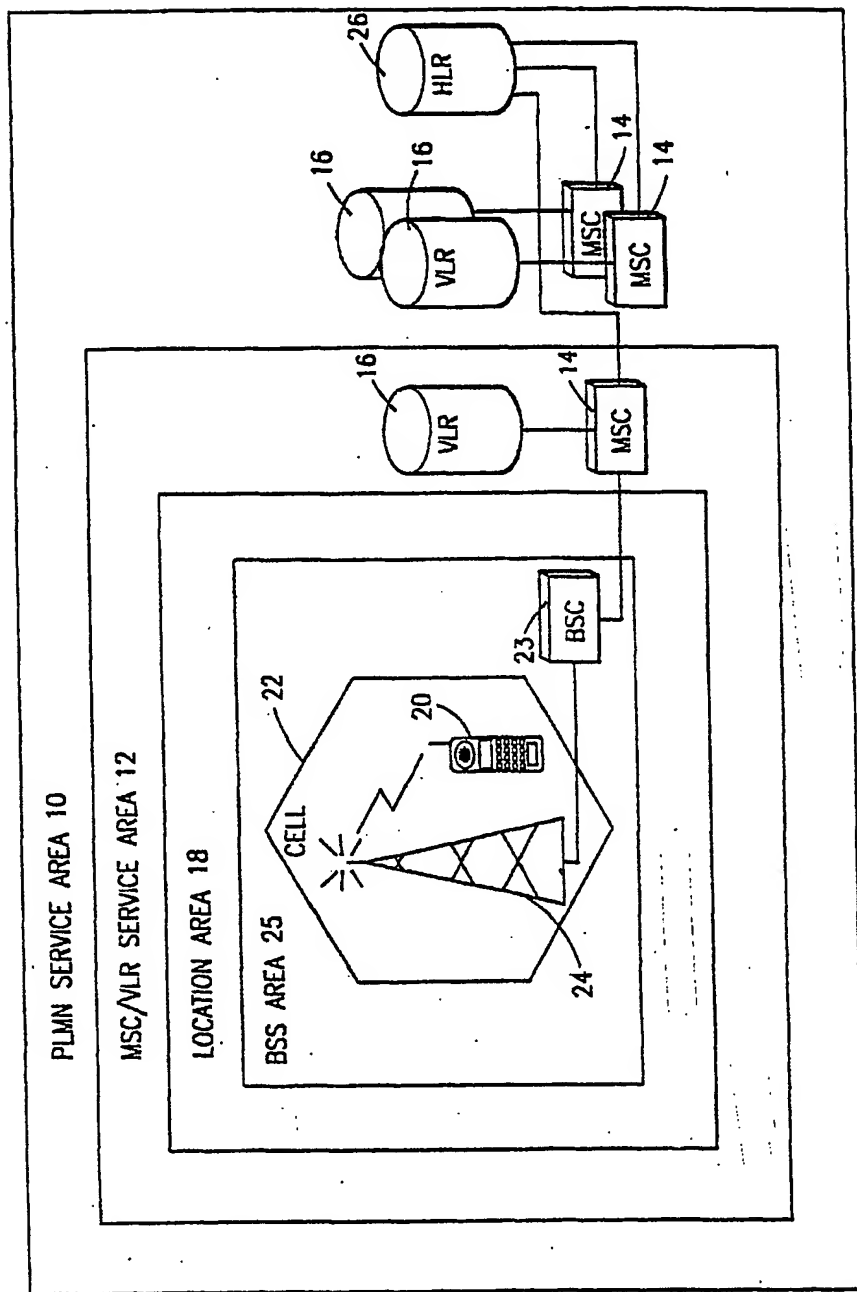 PLMN SERVICE AREA 10
MSC/VLR SERVICE AREA 12
LOCATION AREA 18
BSS AREA 25
CELL
22
20
24
23
BSC
16
VLR
14
MSC
16
16
VLR
MSC
14
MSC
14
26
HLR